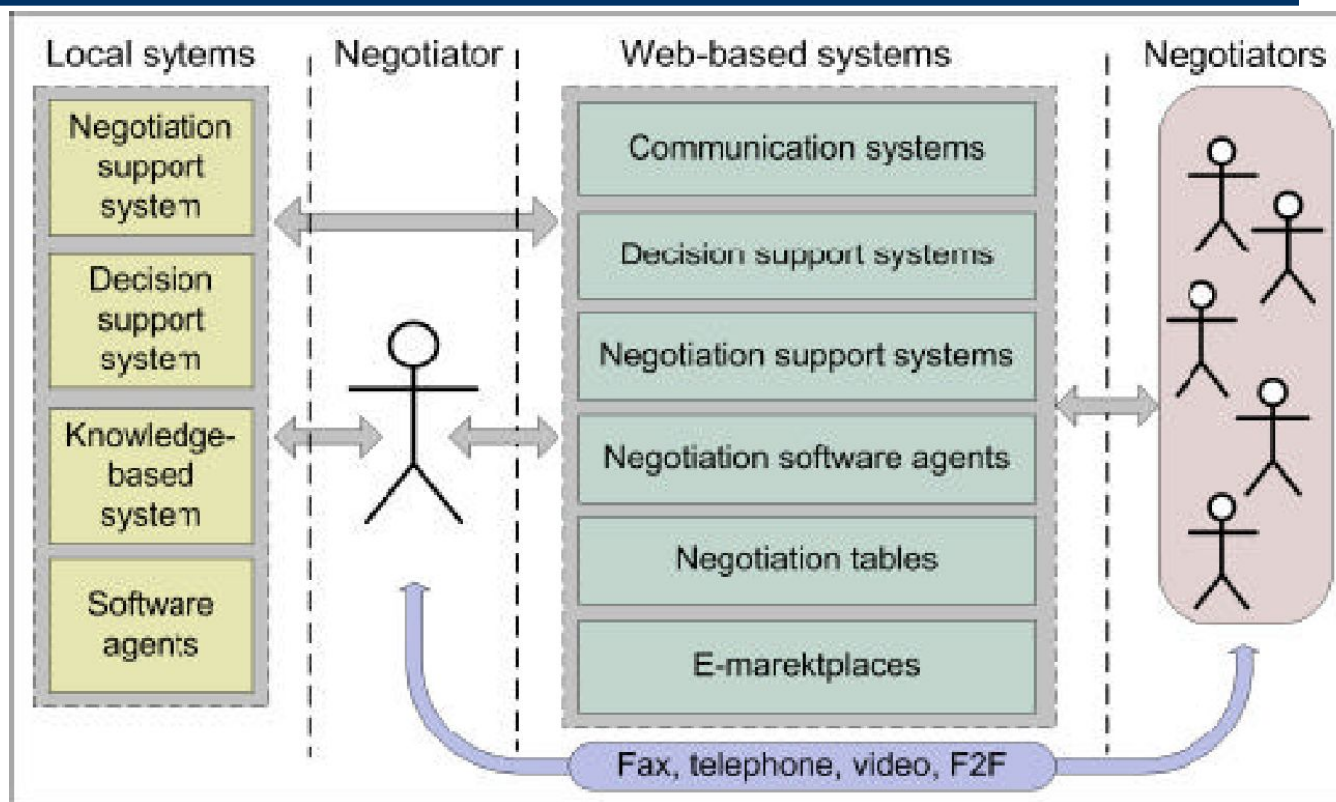 Local sytems
Negotiator
Web-based systems
Negotiators
Negotiation
support
system
Decision
support
system
Knowledge-
based
system
Software
agents
Communication systems
Decision support systems
Negotiation support systems
Negotiation software agents
Negotiation tables
E-marektplaces
Fax, telephone, video, F2F